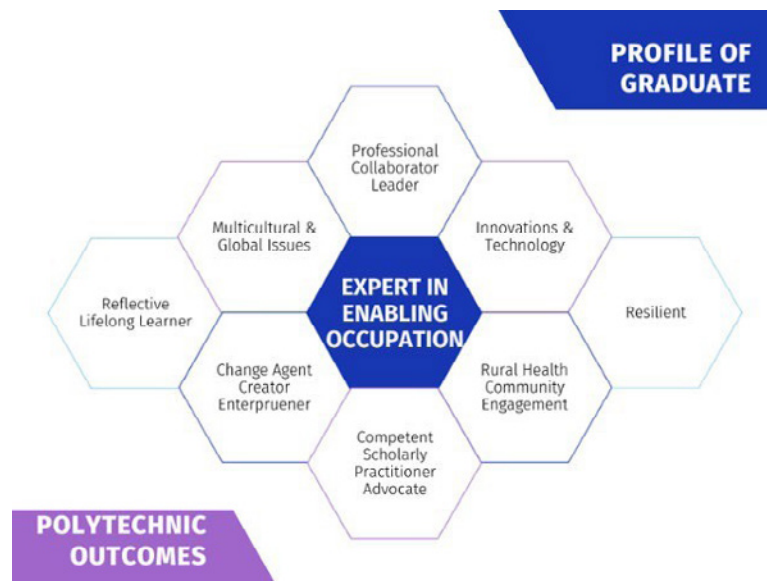 PROFILE OF
GRADUATE
Professional
Collaborator
Leader
Multicultural &
Global Issues
Innovations &
Technology
EXPERT IN
ENABLING
OCCUPATION
Reflective
Lifelong Learner
Resilient
Change Agent
Creator
Enterpruener
Rural Health
Community
Engagement
Competent
Scholarly
Practitioner
Advocate
POLYTECHNIC
OUTCOMES